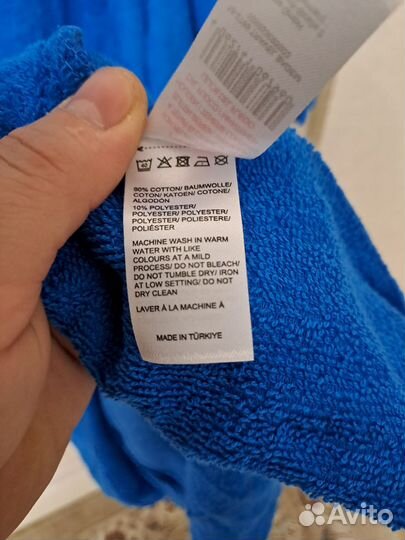 40
90% COTTON/ BAUMWOLLE/
COTON/ KATOEN/ COTONE/
ALGODÓN
10% POLYESTER/
POLYESTER/ POLYESTER/
POLYESTER/ POLIESTERE/
POLIÉSTER
MACHINE WASH IN WARM
WATER WITH LIKE
COLOURS AT A MILD
PROCESS/ DO NOT BLEACH/
DO NOT TUMBLE DRY/ IRON
AT LOW SETTING/ DO NOT
DRY CLEAN
LAVER À LA MACHINE À
MADE IN TÜRKIYE
Avito